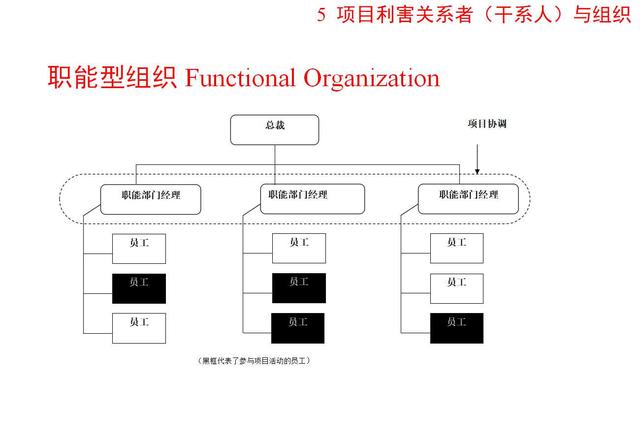 5 项目利害关系者（干系人）与组织
职能型组织 Functional Organization
总裁
项目协调
职能部门经理
职能部门经理
职能部门经理
员工
员工
员工
员工
员工
员工
员工
员工
员工
（黑框代表了参与项目活动的员工）